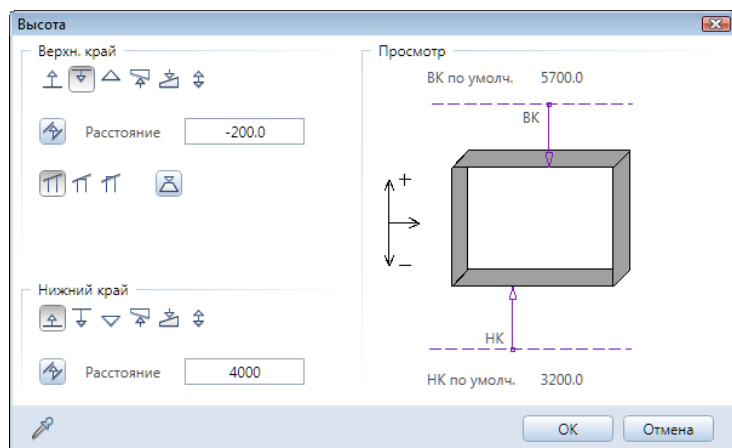 Высота
Верхн. край
Расстояние -200.0
Нижний край
Расстояние 4000
Просмотр
ВК по умолч. 5700.0
ВК
+
–
НК
НК по умолч. 3200.0
OK Отмена